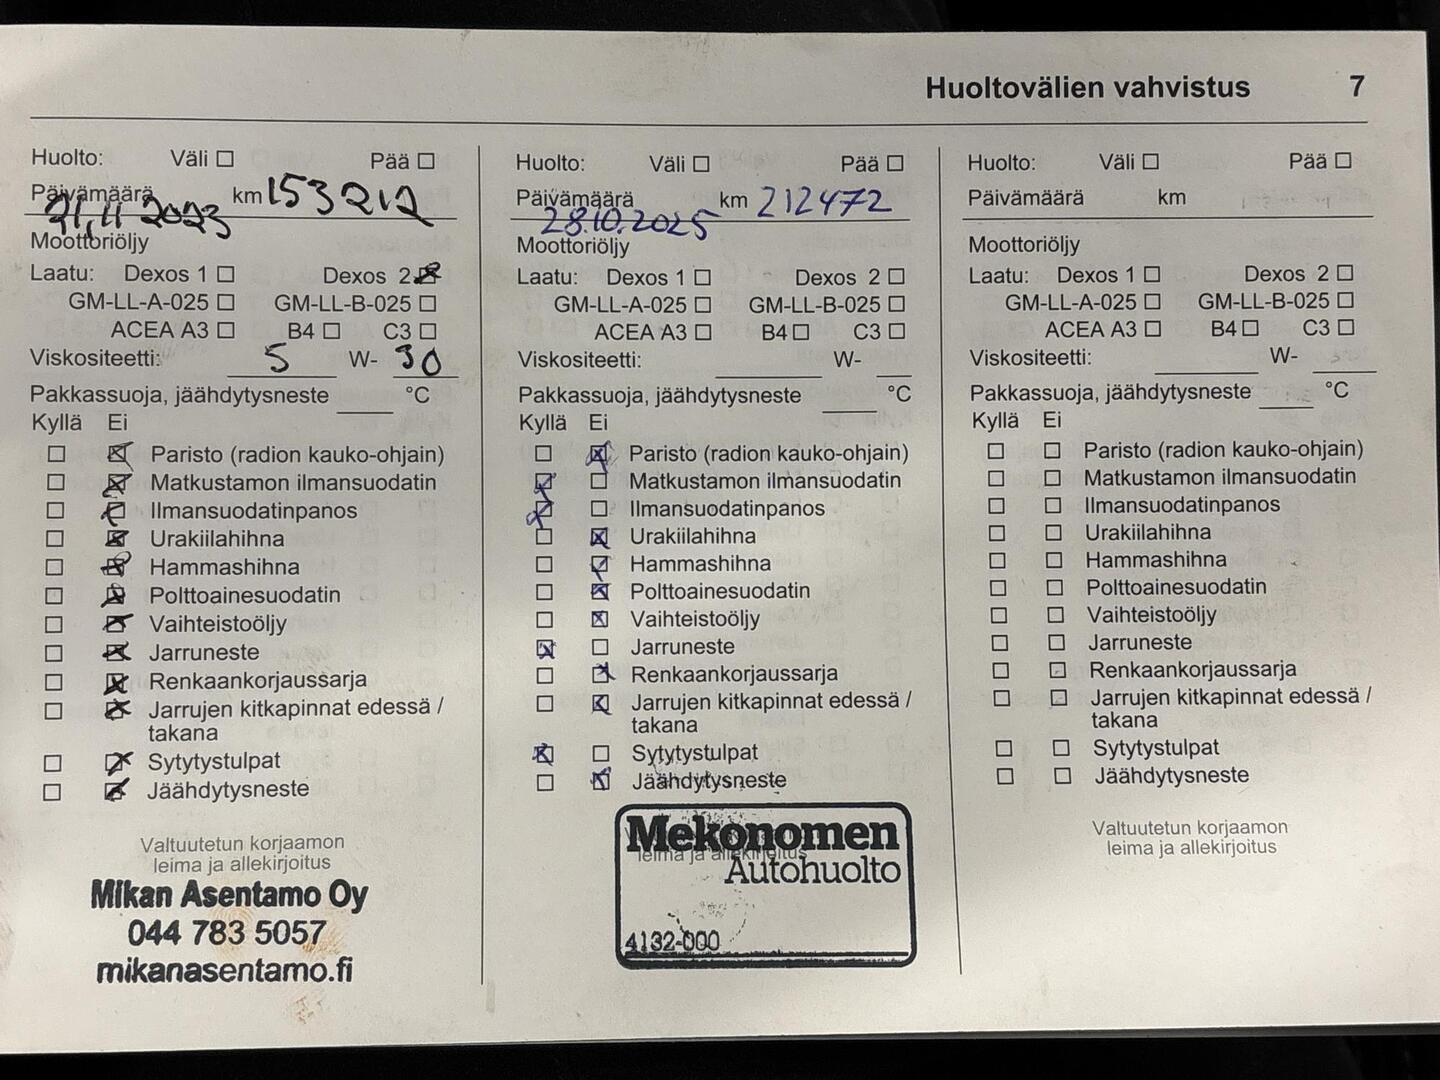 Huoltovälien vahvistus 7
Huolto: Väli ☐ Pää ☐
Päivämäärä km 153212
21,11 2023
Moottoriöljy
Laatu: Dexos 1 ☐ Dexos 2 ☒
GM-LL-A-025 ☐ GM-LL-B-025 ☐
ACEA A3 ☐ B4 ☐ C3 ☐
Viskositeetti: 5 W- 30
Pakkassuoja, jäähdytysneste °C
Kyllä Ei
☐ ☒ Paristo (radion kauko-ohjain)
☐ ☒ Matkustamon ilmansuodatin
☐ ☒ Ilmansuodatinpanos
☐ ☒ Urakiilahihna
☐ ☒ Hammashihna
☐ ☒ Polttoainesuodatin
☐ ☒ Vaihteistoöljy
☐ ☒ Jarruneste
☐ ☒ Renkaankorjaussarja
☐ ☒ Jarrujen kitkapinnat edessä /
takana
☐ ☒ Sytytystulpat
☐ ☒ Jäähdytysneste
Valtuutetun korjaamon
leima ja allekirjoitus
Mikan Asentamo Oy
044 783 5057
mikanasentamo.fi
Huolto: Väli ☐ Pää ☐
Päivämäärä km 212472
28.10.2025
Moottoriöljy
Laatu: Dexos 1 ☐ Dexos 2 ☐
GM-LL-A-025 ☐ GM-LL-B-025 ☐
ACEA A3 ☐ B4 ☐ C3 ☐
Viskositeetti: W-
Pakkassuoja, jäähdytysneste °C
Kyllä Ei
☐ ☒ Paristo (radion kauko-ohjain)
☒ ☐ Matkustamon ilmansuodatin
☒ ☐ Ilmansuodatinpanos
☐ ☒ Urakiilahihna
☐ ☒ Hammashihna
☐ ☒ Polttoainesuodatin
☐ ☒ Vaihteistoöljy
☒ ☐ Jarruneste
☐ ☒ Renkaankorjaussarja
☐ ☒ Jarrujen kitkapinnat edessä /
takana
☒ ☐ Sytytystulpat
☐ ☒ Jäähdytysneste
Mekonomen
leima ja allekirjoitus
Autohuolto
4132-000
Huolto: Väli ☐ Pää ☐
Päivämäärä km
Moottoriöljy
Laatu: Dexos 1 ☐ Dexos 2 ☐
GM-LL-A-025 ☐ GM-LL-B-025 ☐
ACEA A3 ☐ B4 ☐ C3 ☐
Viskositeetti: W-
Pakkassuoja, jäähdytysneste °C
Kyllä Ei
☐ ☐ Paristo (radion kauko-ohjain)
☐ ☐ Matkustamon ilmansuodatin
☐ ☐ Ilmansuodatinpanos
☐ ☐ Urakiilahihna
☐ ☐ Hammashihna
☐ ☐ Polttoainesuodatin
☐ ☐ Vaihteistoöljy
☐ ☐ Jarruneste
☐ ☐ Renkaankorjaussarja
☐ ☐ Jarrujen kitkapinnat edessä /
takana
☐ ☐ Sytytystulpat
☐ ☐ Jäähdytysneste
Valtuutetun korjaamon
leima ja allekirjoitus